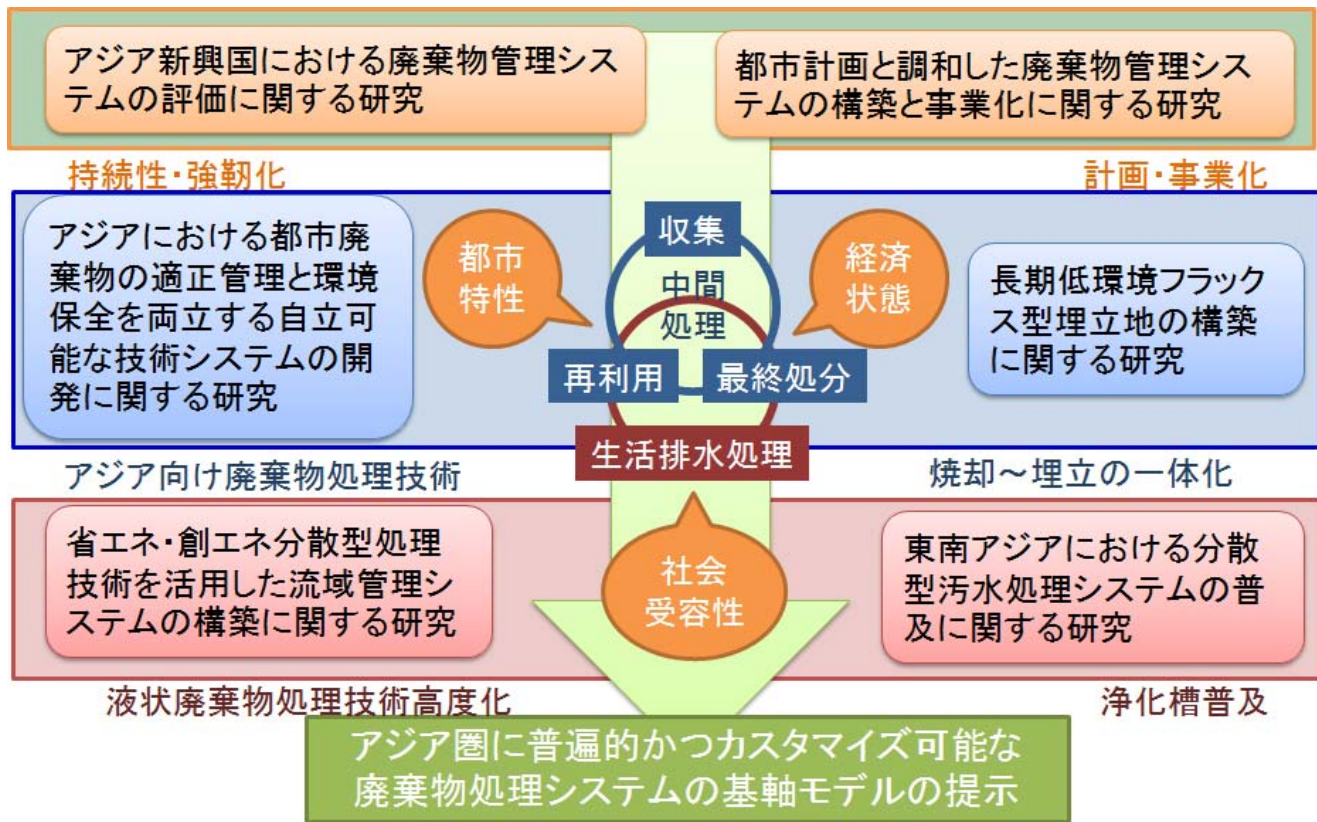 アジア新興国における廃棄物管理シス
テムの評価に関する研究
都市計画と調和した廃棄物管理シス
テムの構築と事業化に関する研究
持続性・強靭化
計画・事業化
アジアにおける都市廃
棄物の適正管理と環境
保全を両立する自立可
能な技術システムの開
発に関する研究
都市
特性
収集
中間
処理
再利用
最終処分
生活排水処理
経済
状態
長期低環境フラック
ス型埋立地の構築
に関する研究
アジア向け廃棄物処理技術
焼却～埋立の一体化
省エネ・創エネ分散型処理
技術を活用した流域管理シ
ステムの構築に関する研究
社会
受容性
東南アジアにおける分散
型汚水処理システムの普
及に関する研究
液状廃棄物処理技術高度化
浄化槽普及
アジア圏に普遍的かつカスタマイズ可能な
廃棄物処理システムの基軸モデルの提示